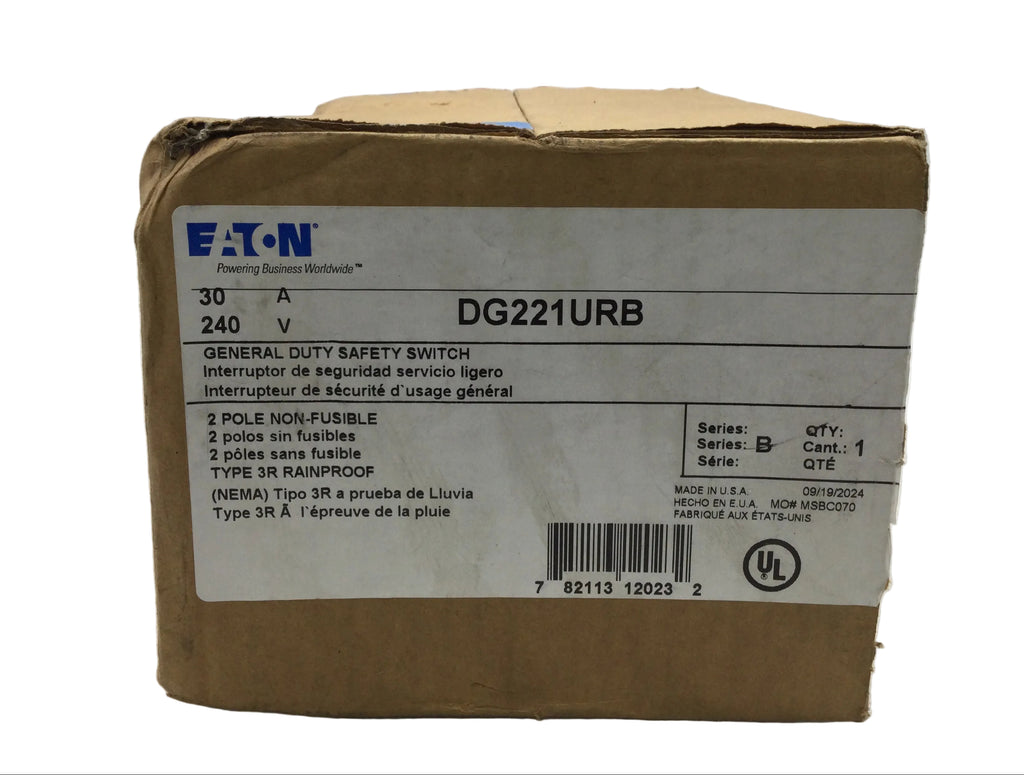 EATON
Powering Business Worldwide™
30 A
240 V
DG221URB
GENERAL DUTY SAFETY SWITCH
Interruptor de seguridad servicio ligero
Interrupteur de sécurité d`usage général
2 POLE NON-FUSIBLE
2 polos sin fusibles
2 pôles sans fusible
TYPE 3R RAINPROOF
(NEMA) Tipo 3R a prueba de Lluvia
Type 3R Ã l`épreuve de la pluie
Series: QTY:
Series: B Cant.: 1
Série: QTÉ
MADE IN U.S.A. 09/19/2024
HECHO EN E.U.A. MO# MSBC070
FABRIQUÉ AUX ÉTATS-UNIS
7 82113 12023 2
UL